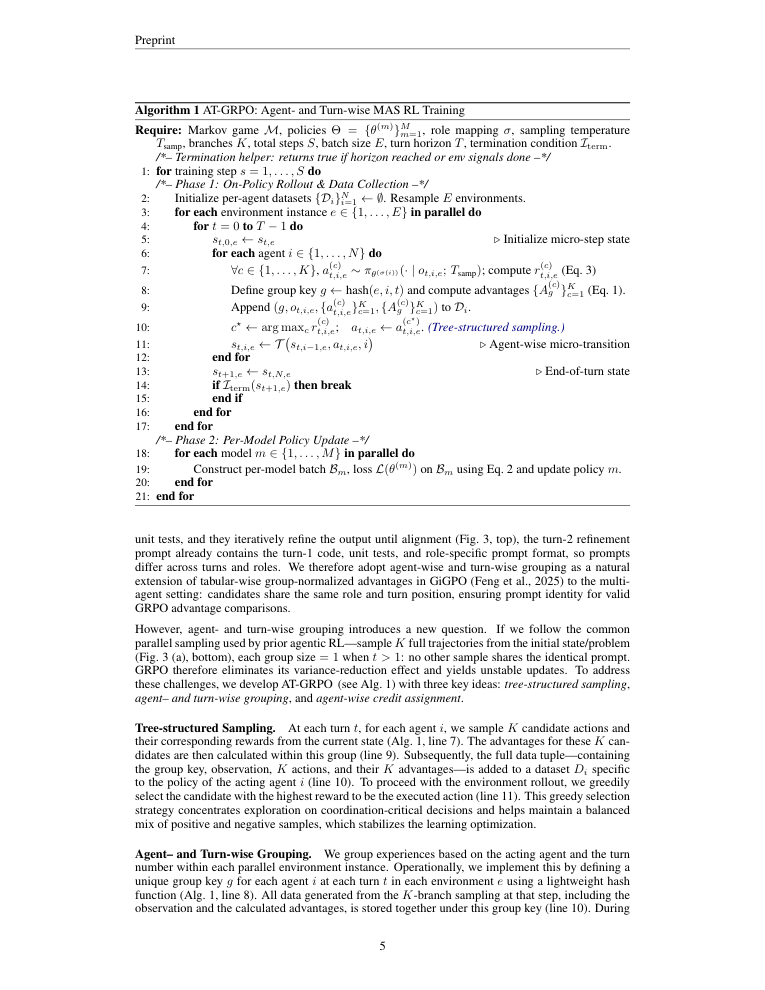 Preprint
Algorithm 1 AT-GRPO: Agent- and Turn-wise MAS RL Training
Require: Markov game M, policies Θ = {θ^(m)}_{m=1}^M, role mapping σ, sampling temperature
T_samp, branches K, total steps S, batch size E, turn horizon T, termination condition I_term.
/*– Termination helper: returns true if horizon reached or env signals done –*/
1: for training step s = 1, . . . , S do
/*– Phase 1: On-Policy Rollout & Data Collection –*/
2: Initialize per-agent datasets {D_i}_{i=1}^N ← ∅. Resample E environments.
3: for each environment instance e ∈ {1, . . . , E} in parallel do
4: for t = 0 to T − 1 do
5: s_{t,0,e} ← s_{t,e} ▷ Initialize micro-step state
6: for each agent i ∈ {1, . . . , N} do
7: ∀c ∈ {1, . . . , K}, a_{t,i,e}^{(c)} ∼ π_{θ^{(σ(i))}}(· | o_{t,i,e}; T_samp); compute r_{t,i,e}^{(c)} (Eq. 3)
8: Define group key g ← hash(e, i, t) and compute advantages {A_g^{(c)}}_{c=1}^K (Eq. 1).
9: Append (g, o_{t,i,e}, {a_{t,i,e}^{(c)}}_{c=1}^K, {A_g^{(c)}}_{c=1}^K) to D_i.
10: c* ← arg max_c r_{t,i,e}^{(c)}; a_{t,i,e} ← a_{t,i,e}^{(c*)}. (Tree-structured sampling.)
11: s_{t,i,e} ← T(s_{t,i−1,e}, a_{t,i,e}, i) ▷ Agent-wise micro-transition
12: end for
13: s_{t+1,e} ← s_{t,N,e} ▷ End-of-turn state
14: if I_term(s_{t+1,e}) then break
15: end if
16: end for
17: end for
/*– Phase 2: Per-Model Policy Update –*/
18: for each model m ∈ {1, . . . , M} in parallel do
19: Construct per-model batch B_m, loss L(θ^(m)) on B_m using Eq. 2 and update policy m.
20: end for
21: end for
unit tests, and they iteratively refine the output until alignment (Fig. 3, top), the turn-2 refinement
prompt already contains the turn-1 code, unit tests, and role-specific prompt format, so prompts
differ across turns and roles. We therefore adopt agent-wise and turn-wise grouping as a natural
extension of tabular-wise group-normalized advantages in GiGPO (Feng et al., 2025) to the multi-
agent setting: candidates share the same role and turn position, ensuring prompt identity for valid
GRPO advantage comparisons.
However, agent- and turn-wise grouping introduces a new question. If we follow the common
parallel sampling used by prior agentic RL—sample K full trajectories from the initial state/problem
(Fig. 3 (a), bottom), each group size = 1 when t > 1: no other sample shares the identical prompt.
GRPO therefore eliminates its variance-reduction effect and yields unstable updates. To address
these challenges, we develop AT-GRPO (see Alg. 1) with three key ideas: tree-structured sampling,
agent– and turn-wise grouping, and agent-wise credit assignment.
Tree-structured Sampling. At each turn t, for each agent i, we sample K candidate actions and
their corresponding rewards from the current state (Alg. 1, line 7). The advantages for these K can-
didates are then calculated within this group (line 9). Subsequently, the full data tuple—containing
the group key, observation, K actions, and their K advantages—is added to a dataset D_i specific
to the policy of the acting agent i (line 10). To proceed with the environment rollout, we greedily
select the candidate with the highest reward to be the executed action (line 11). This greedy selection
strategy concentrates exploration on coordination-critical decisions and helps maintain a balanced
mix of positive and negative samples, which stabilizes the learning optimization.
Agent– and Turn-wise Grouping. We group experiences based on the acting agent and the turn
number within each parallel environment instance. Operationally, we implement this by defining a
unique group key g for each agent i at each turn t in each environment e using a lightweight hash
function (Alg. 1, line 8). All data generated from the K-branch sampling at that step, including the
observation and the calculated advantages, is stored together under this group key (line 10). During
5